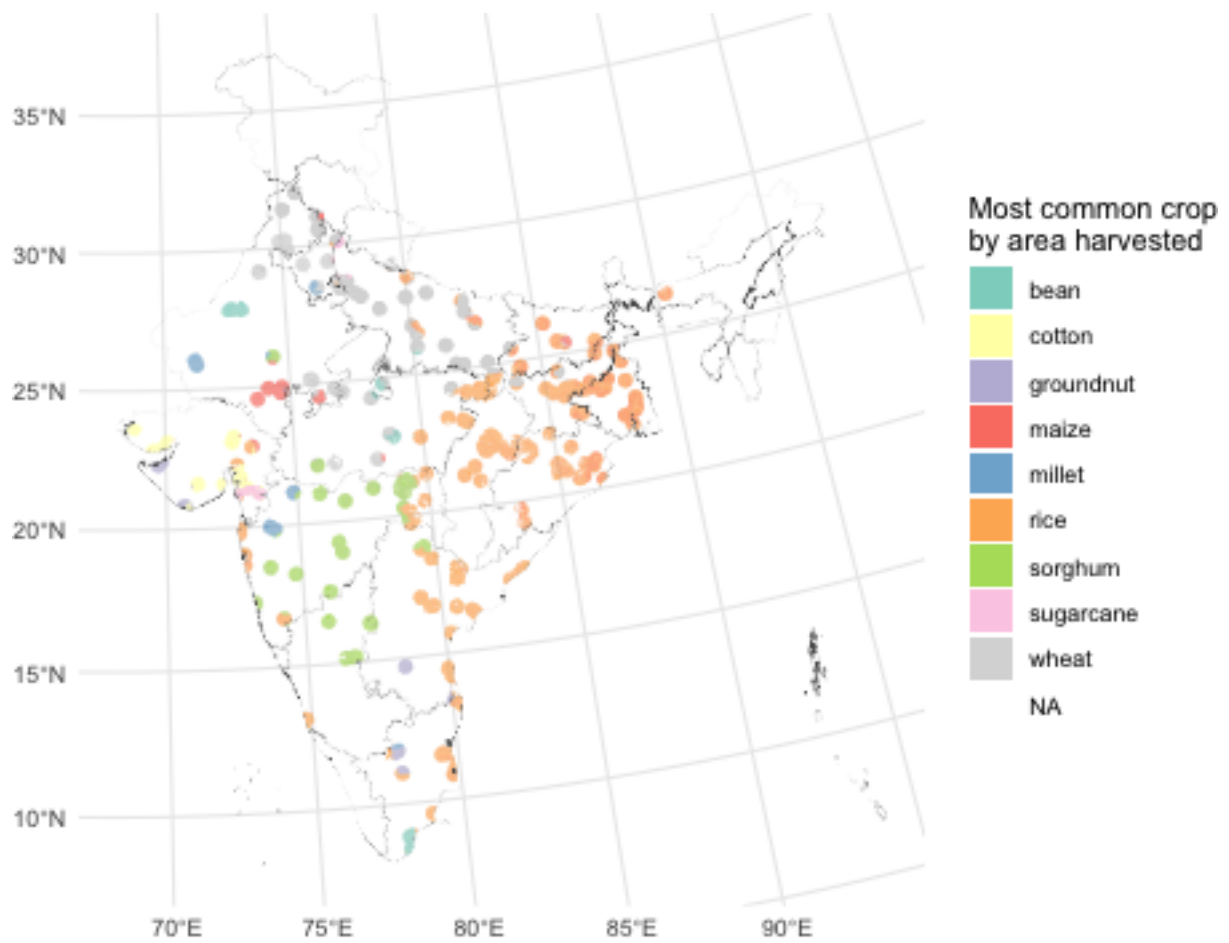 35°N
30°N
25°N
20°N
15°N
10°N
70°E
75°E
80°E
85°E
90°E
Most common crop
by area harvested
bean
cotton
groundnut
maize
millet
rice
sorghum
sugarcane
wheat
NA